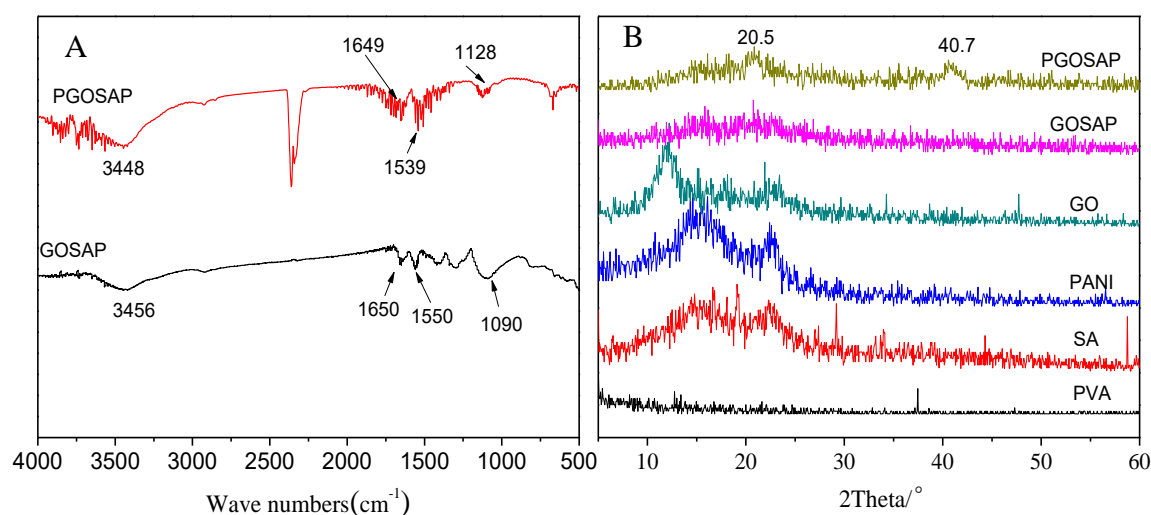 A
PGOSAP
1649
1128
3448
1539
GOSAP
3456
1650
1550
1090
4000 3500 3000 2500 2000 1500 1000 500
Wave numbers(cm⁻¹)
B
20.5
40.7
PGOSAP
GOSAP
GO
PANI
SA
PVA
10 20 30 40 50 60
2Theta/°